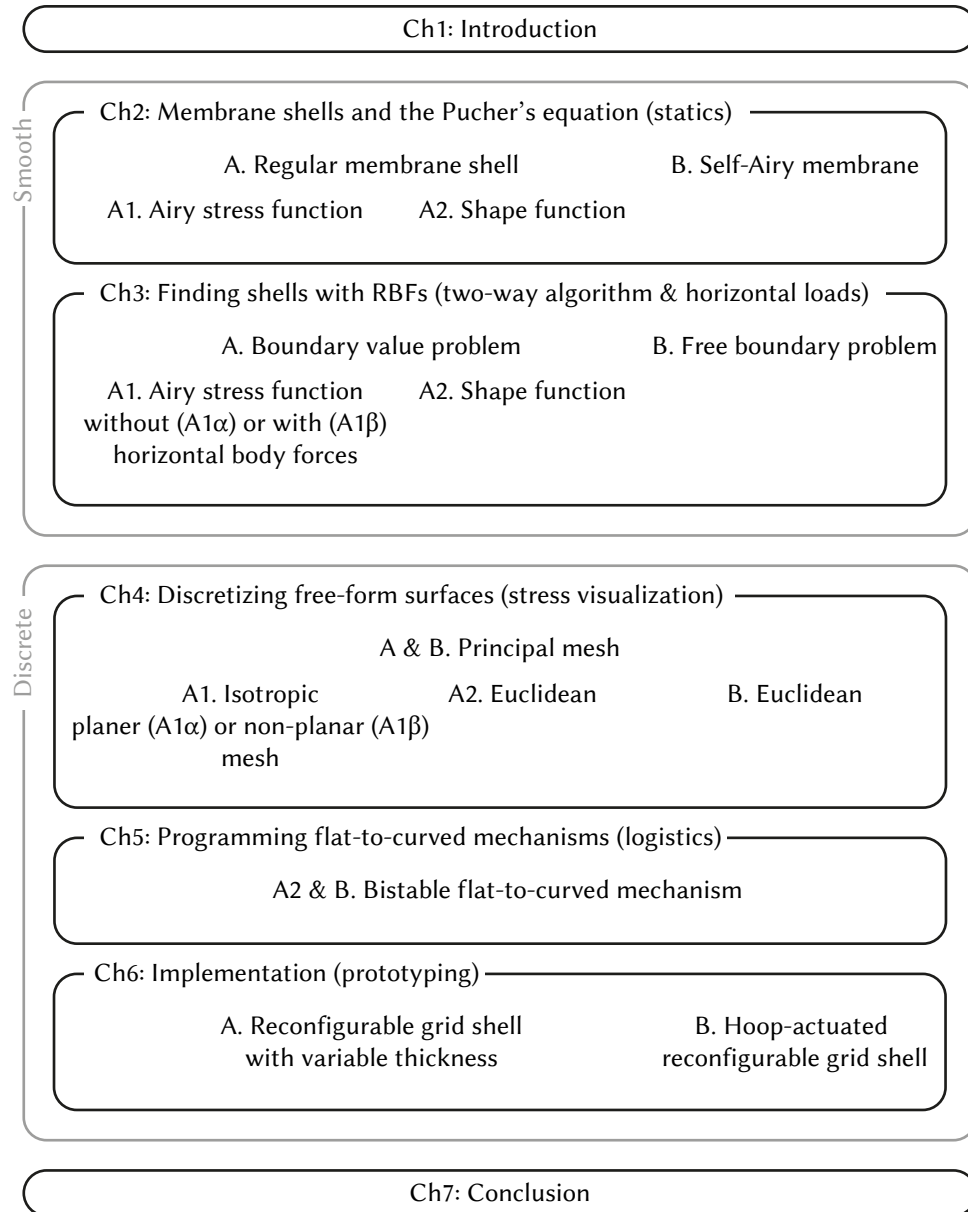 Ch1: Introduction
Smooth
Ch2: Membrane shells and the Pucher's equation (statics)
A. Regular membrane shell
B. Self-Airy membrane
A1. Airy stress function
A2. Shape function
Ch3: Finding shells with RBFs (two-way algorithm & horizontal loads)
A. Boundary value problem
B. Free boundary problem
A1. Airy stress function
without (A1α) or with (A1β)
horizontal body forces
A2. Shape function
Discrete
Ch4: Discretizing free-form surfaces (stress visualization)
A & B. Principal mesh
A1. Isotropic
planer (A1α) or non-planar (A1β)
mesh
A2. Euclidean
B. Euclidean
Ch5: Programming flat-to-curved mechanisms (logistics)
A2 & B. Bistable flat-to-curved mechanism
Ch6: Implementation (prototyping)
A. Reconfigurable grid shell
with variable thickness
B. Hoop-actuated
reconfigurable grid shell
Ch7: Conclusion